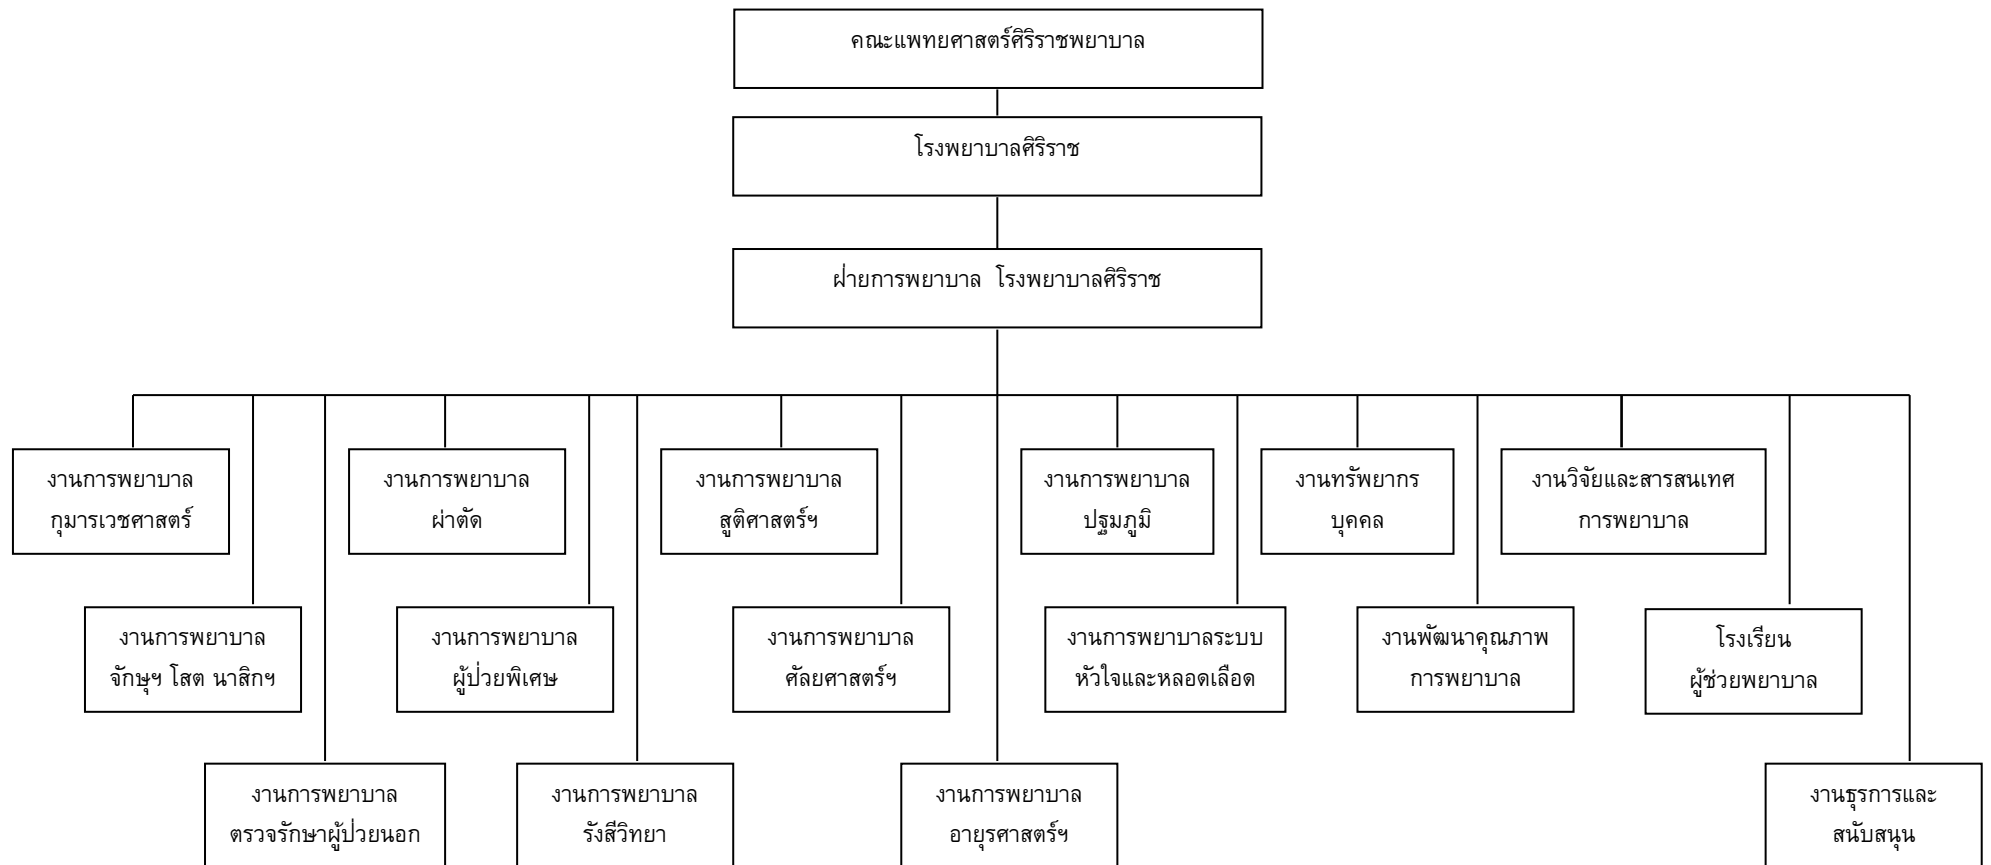 คณะแพทยศาสตร์ศิริราชพยาบาล
โรงพยาบาลศิริราช
ฝ่ายการพยาบาล โรงพยาบาลศิริราช
งานการพยาบาล
กุมารเวชศาสตร์
งานการพยาบาล
ผ่าตัด
งานการพยาบาล
สูติศาสตร์ฯ
งานการพยาบาล
ปฐมภูมิ
งานทรัพยากร
บุคคล
งานวิจัยและสารสนเทศ
การพยาบาล
งานการพยาบาล
จักษุฯ โสต นาสิกฯ
งานการพยาบาล
ผู้ป่วยพิเศษ
งานการพยาบาล
ศัลยศาสตร์ฯ
งานการพยาบาลระบบ
หัวใจและหลอดเลือด
งานพัฒนาคุณภาพ
การพยาบาล
โรงเรียน
ผู้ช่วยพยาบาล
งานการพยาบาล
ตรวจรักษาผู้ป่วยนอก
งานการพยาบาล
รังสีวิทยา
งานการพยาบาล
อายุรศาสตร์ฯ
งานธุรการและ
สนับสนุน